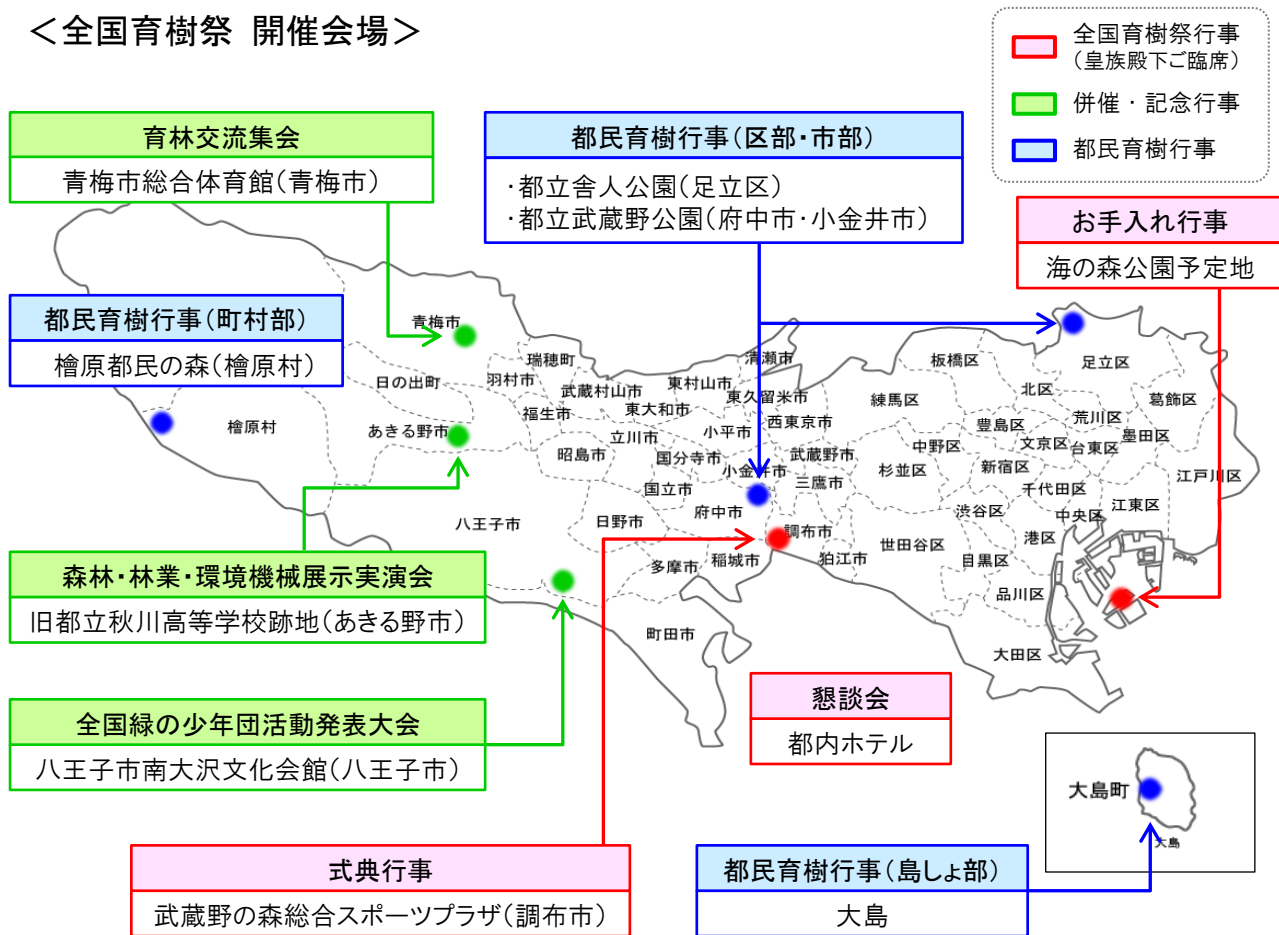 ＜全国育樹祭 開催会場＞
全国育樹祭行事
（皇族殿下ご臨席）
併催・記念行事
都民育樹行事
育林交流集会
青梅市総合体育館（青梅市）
都民育樹行事（区部・市部）
・都立舎人公園（足立区）
・都立武蔵野公園（府中市・小金井市）
お手入れ行事
海の森公園予定地
都民育樹行事（町村部）
檜原都民の森（檜原村）
青梅市
瑞穂町
清瀬市
板橋区
足立区
日の出町
羽村市
武蔵村山市
東村山市
東久留米市
練馬区
北区
葛飾区
福生市
東大和市
西東京市
豊島区
荒川区
檜原村
あきる野市
立川市
小平市
中野区
文京区
台東区
墨田区
昭島市
国分寺市
小金井市
武蔵野市
杉並区
新宿区
江戸川区
国立市
三鷹市
千代田区
八王子市
日野市
府中市
調布市
渋谷区
中央区
江東区
多摩市
稲城市
狛江市
世田谷区
目黒区
港区
品川区
町田市
大田区
森林・林業・環境機械展示実演会
旧都立秋川高等学校跡地（あきる野市）
全国緑の少年団活動発表大会
八王子市南大沢文化会館（八王子市）
懇談会
都内ホテル
大島町
大島
式典行事
武蔵野の森総合スポーツプラザ（調布市）
都民育樹行事（島しょ部）
大島